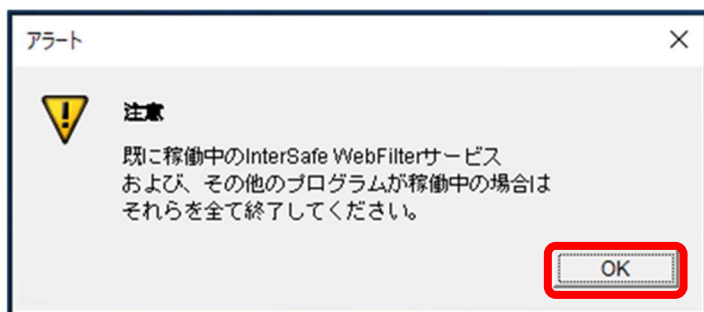 アラート
注意
既に稼働中のInterSafe WebFilterサービス
および、その他のプログラムが稼働中の場合は
それらを全て終了してください。
OK